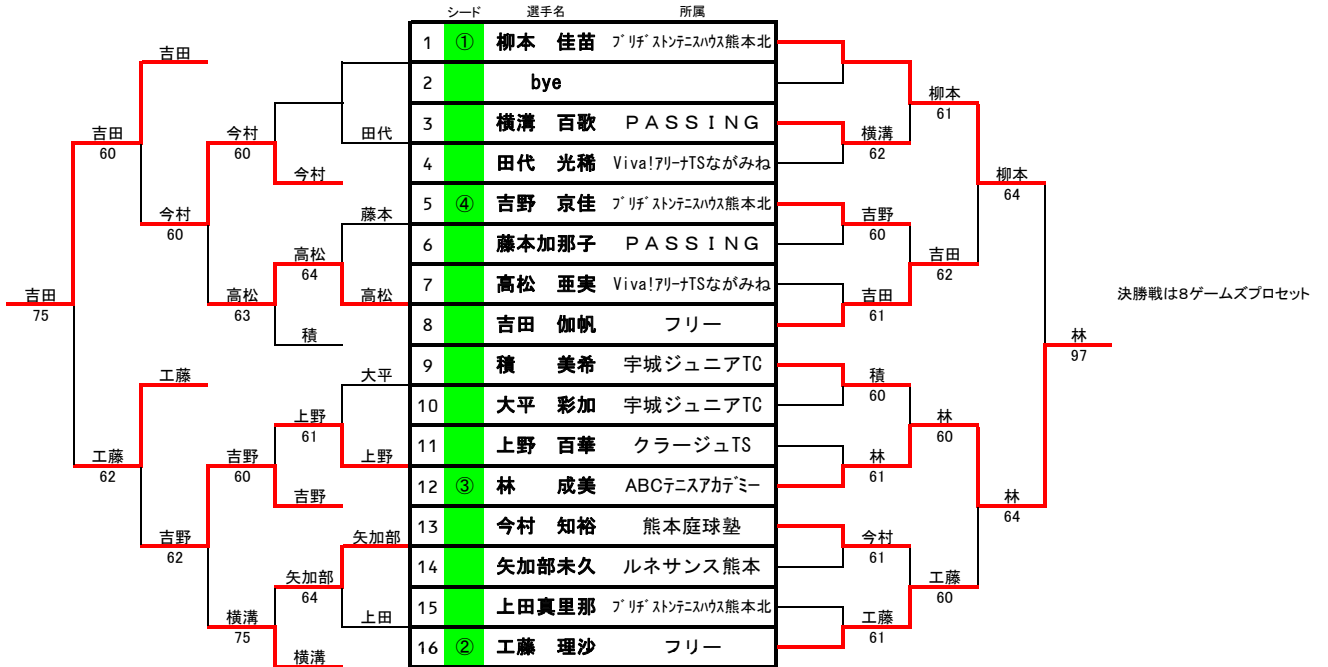 シード 選手名 所属
1 ① 柳本 佳苗 ブリヂストンテニスハウス熊本北
2 bye
3 横溝 百歌 PASSING
4 田代 光稀 Viva!アリーナTSながみね
5 ④ 吉野 京佳 ブリヂストンテニスハウス熊本北
6 藤本加那子 PASSING
7 高松 亜実 Viva!アリーナTSながみね
8 吉田 伽帆 フリー
9 積 美希 宇城ジュニアTC
10 大平 彩加 宇城ジュニアTC
11 上野 百華 クラージュTS
12 ③ 林 成美 ABCテニスアカデミー
13 今村 知裕 熊本庭球塾
14 矢加部未久 ルネサンス熊本
15 上田真里那 ブリヂストンテニスハウス熊本北
16 ② 工藤 理沙 フリー
吉田
75
吉田
60
工藤
62
吉田
今村
60
工藤
吉野
62
今村
60
高松
63
吉野
60
横溝
75
今村
高松
64
積
上野
61
吉野
矢加部
64
横溝
田代
藤本
高松
大平
上野
矢加部
上田
横溝
62
吉野
60
吉田
61
積
60
林
61
今村
61
工藤
61
柳本
61
吉田
62
林
60
工藤
60
柳本
64
林
64
林
97
決勝戦は8ゲームズプロセット